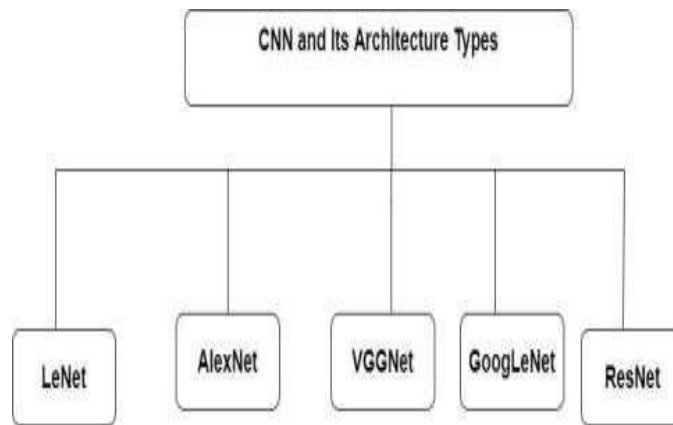 CNN and Its Architecture Types
LeNet
AlexNet
VGGNet
GoogLeNet
ResNet